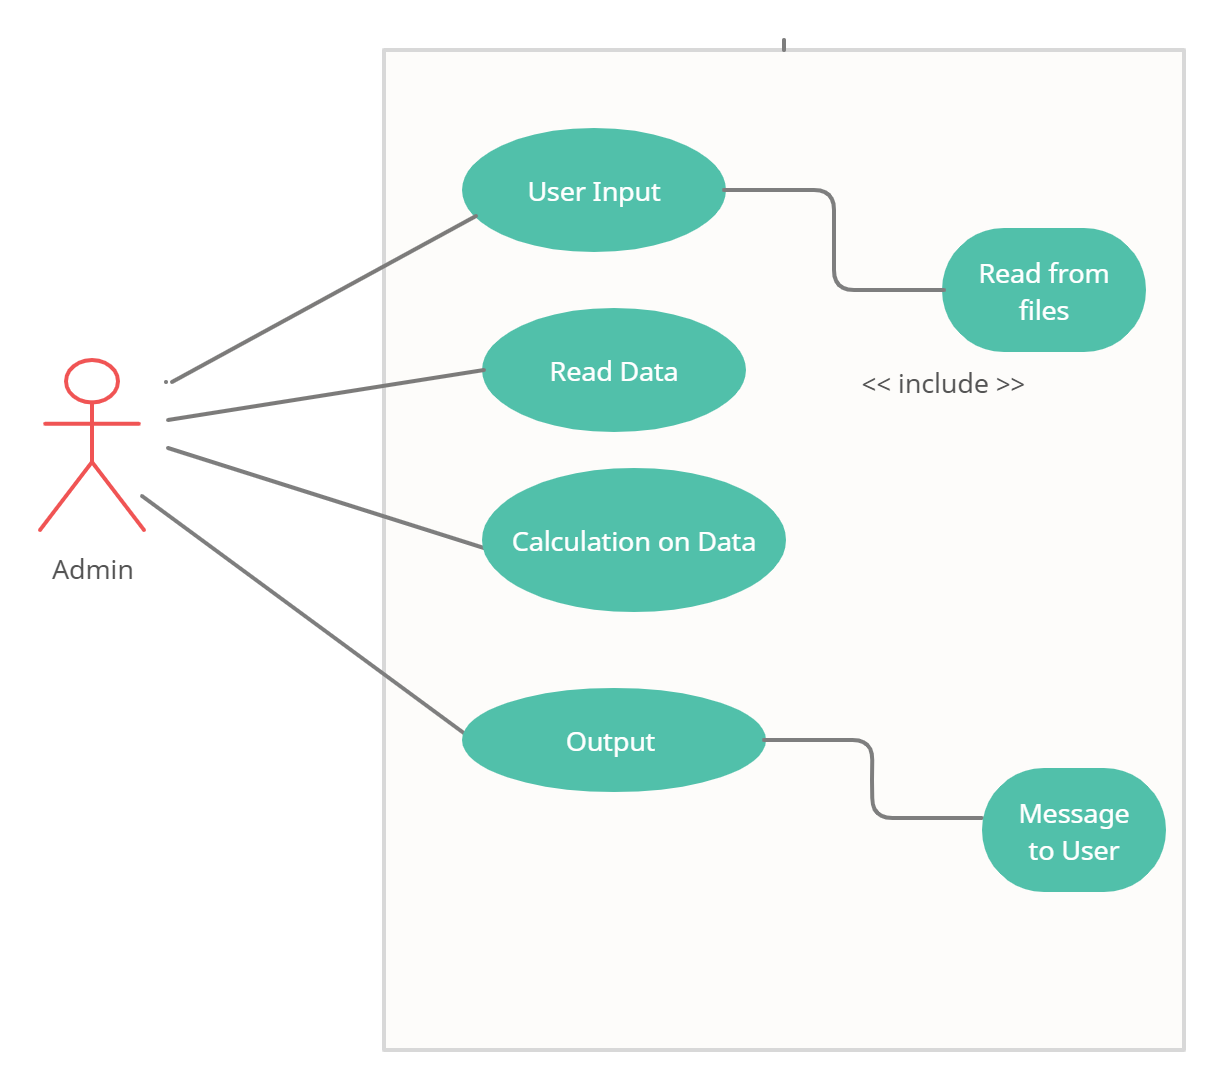 User Input
Read from
files
Read Data
<< include >>
Calculation on Data
Admin
Output
Message
to User